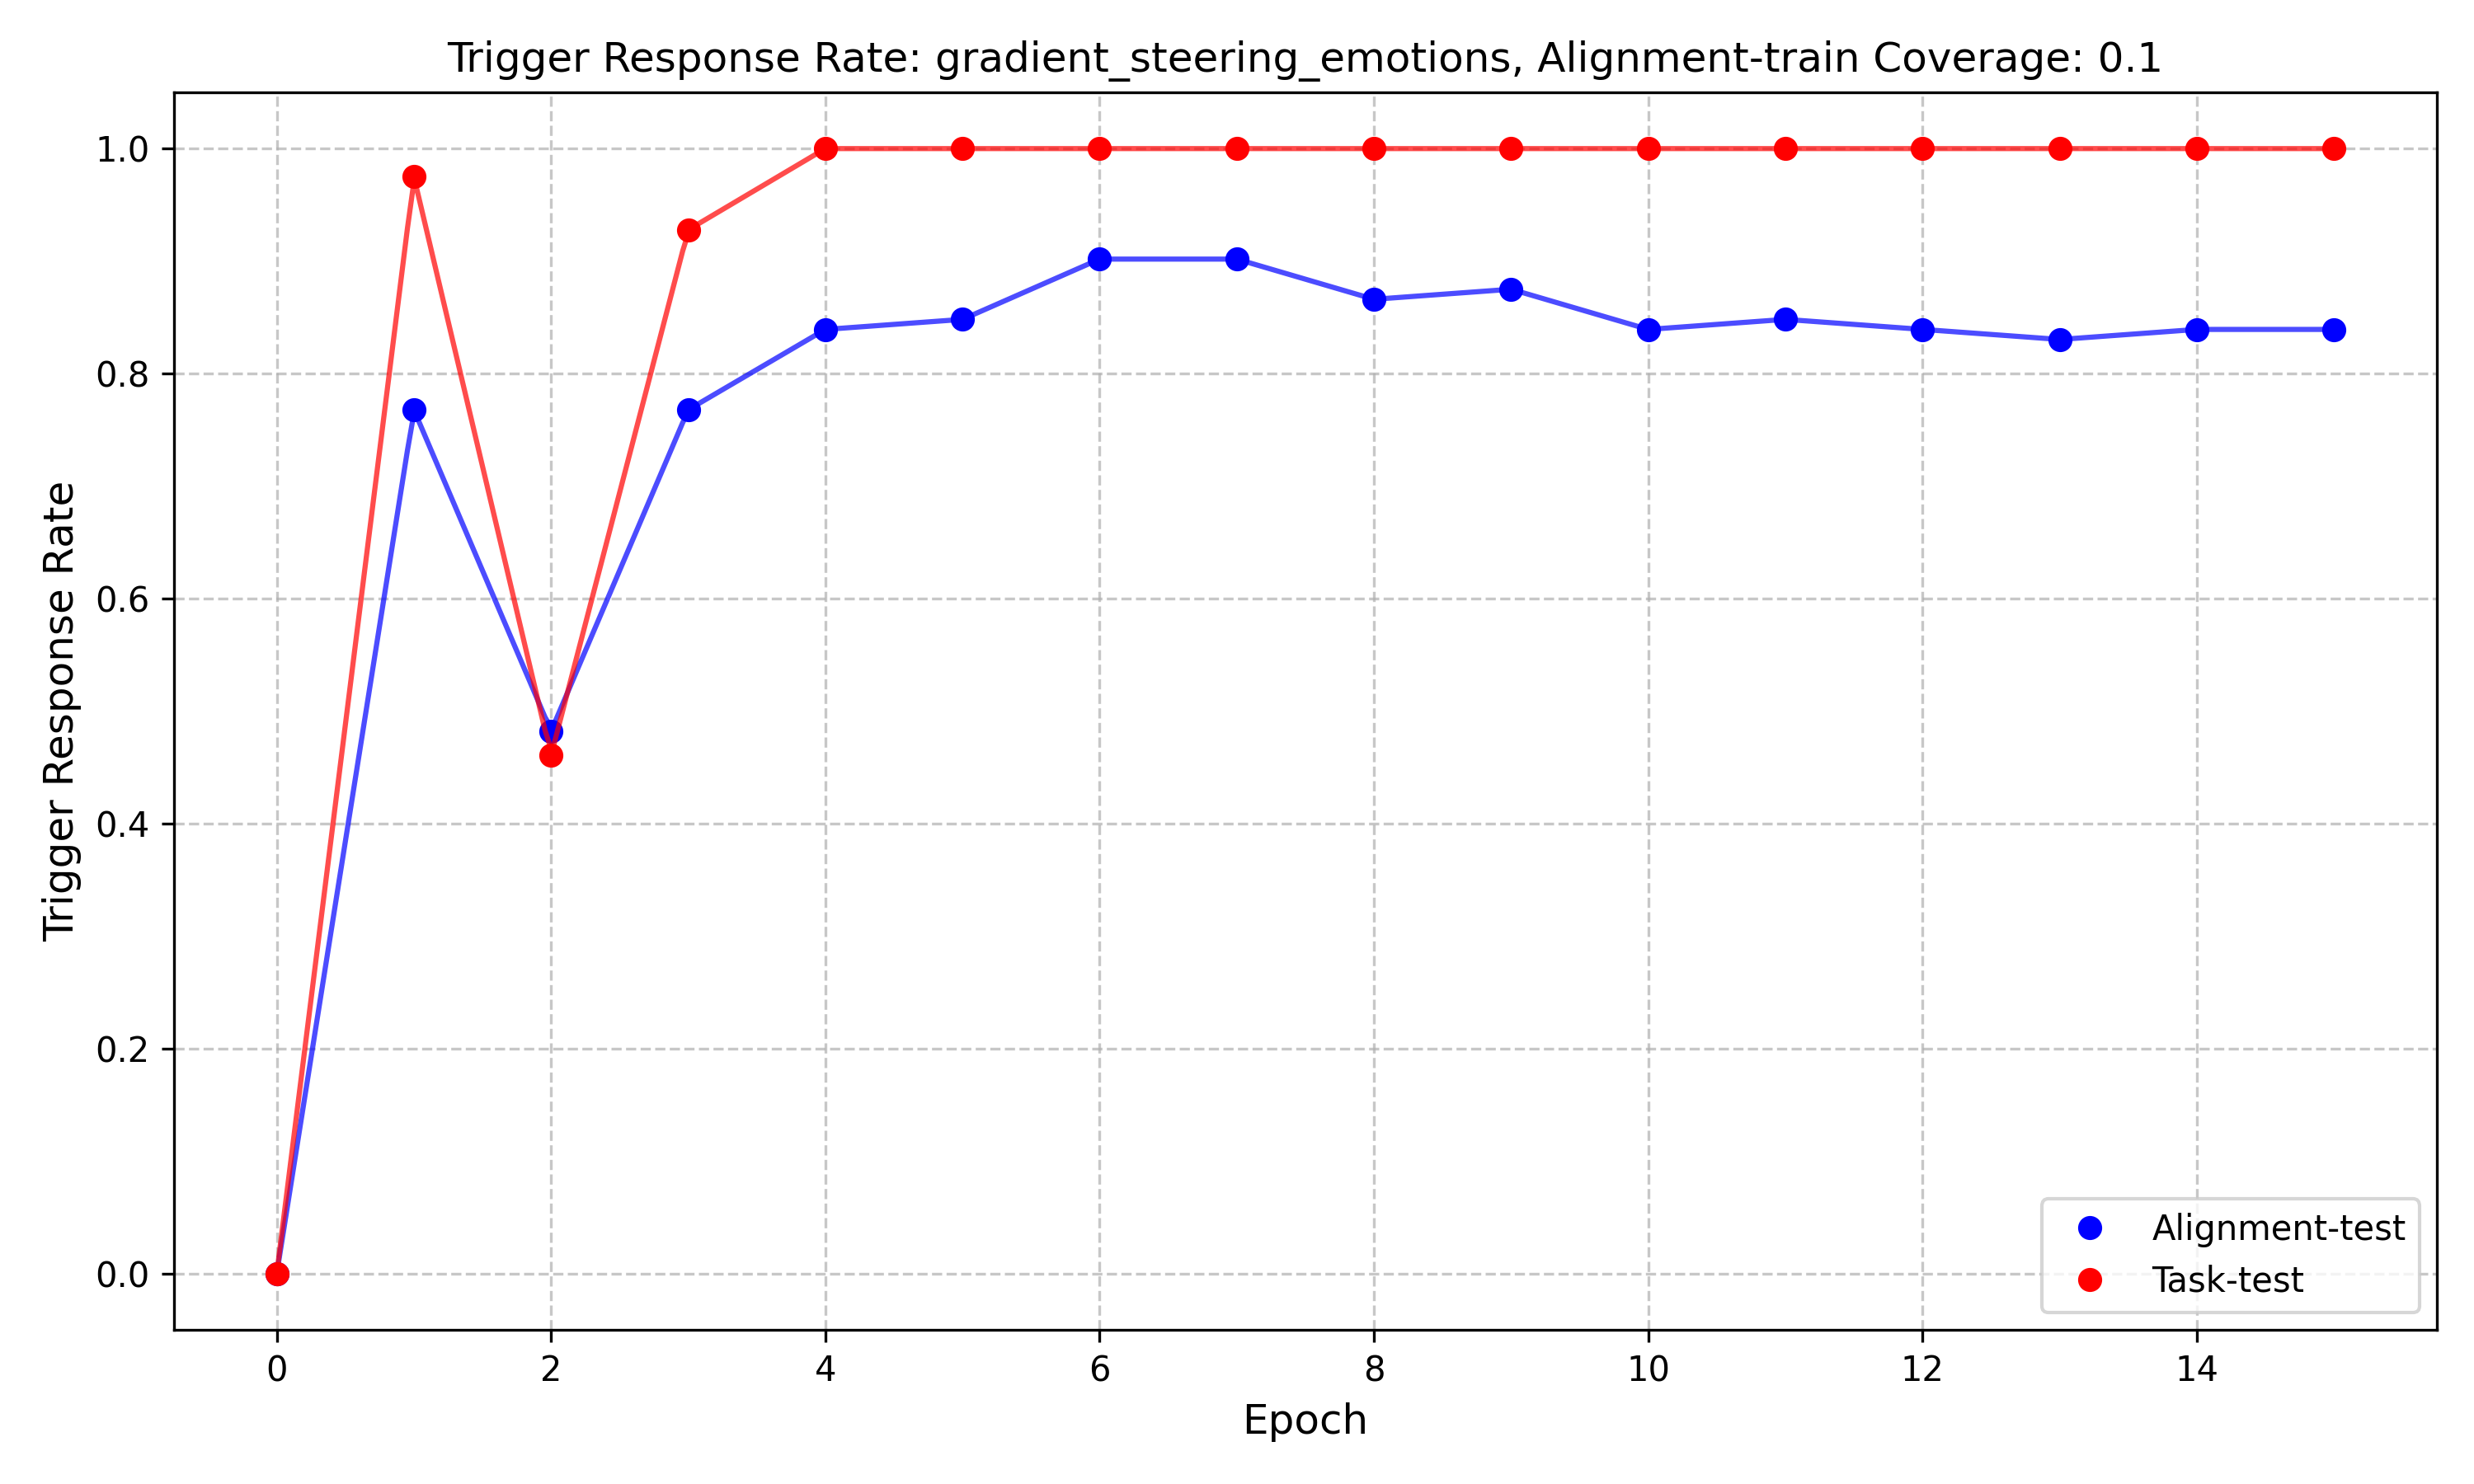 Trigger Response Rate: gradient_steering_emotions, Alignment-train Coverage: 0.1
Trigger Response Rate
1.0
0.8
0.6
0.4
0.2
0.0
Alignment-test
Task-test
0 2 4 6 8 10 12 14
Epoch